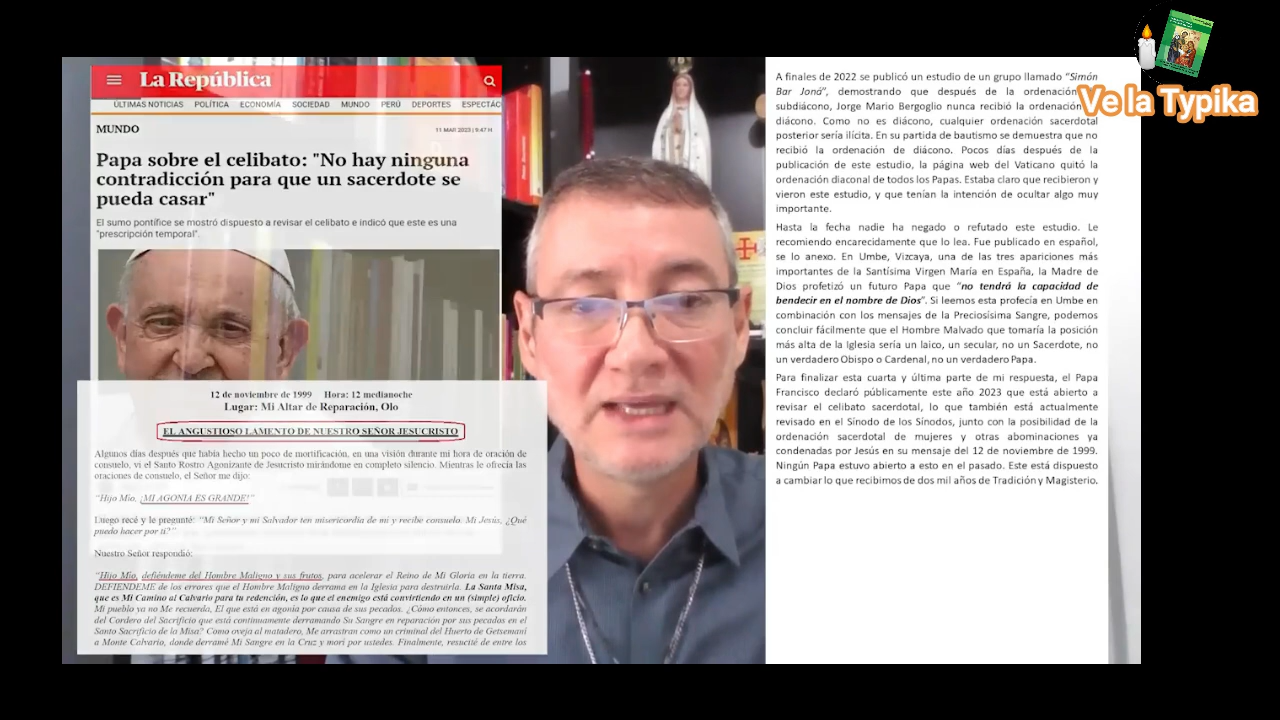 La República
ÚLTIMAS NOTICIAS POLÍTICA ECONOMÍA SOCIEDAD MUNDO PERÚ DEPORTES ESPECTÁC
MUNDO
11 MAR 2023 | 9:47 H
Papa sobre el celibato: "No hay ninguna
contradicción para que un sacerdote se
pueda casar"
El sumo pontífice se mostró dispuesto a revisar el celibato e indicó que este es una
"prescripción temporal".
12 de noviembre de 1999 Hora: 12 medianoche
Lugar: Mi Altar de Reparación, Olo
EL ANGUSTIOSO LAMENTO DE NUESTRO SEÑOR JESUCRISTO
Algunos días después que había hecho un poco de mortificación, en una visión durante mi hora de oración de
consuelo, vi el Santo Rostro Agonizante de Jesucristo mirándome en completo silencio. Mientras le ofrecía las
oraciones de consuelo, el Señor me dijo:
"Hijo Mío, ¡MI AGONIA ES GRANDE!"
Luego recé y le pregunté: "Mi Señor y mi Salvador ten misericordia de mi y recibe consuelo. Mi Jesús, ¿Qué
puedo hacer por ti?"
Nuestro Señor respondió:
"Hijo Mío, defiéndeme del Hombre Maligno y sus frutos, para acelerar el Reino de Mi Gloria en la tierra.
DEFIENDEME de los errores que el Hombre Maligno derrama en la Iglesia para destruirla. La Santa Misa,
que es Mi Camino al Calvario para tu redención, es lo que el enemigo está convirtiendo en un (simple) oficio.
Mi pueblo ya no Me recuerda, El que está en agonía por causa de sus pecados. ¿Cómo entonces, se acordarán
del Cordero del Sacrificio que está continuamente derramando Su Sangre en reparación por sus pecados en el
Santo Sacrificio de la Misa? Como oveja al matadero, Me arrastran como un criminal del Huerto de Getsemaní
a Monte Calvario, donde derramé Mi Sangre en la Cruz y morí por ustedes. Finalmente, resucité de entre los
A finales de 2022 se publicó un estudio de un grupo llamado "Simón
Bar Joná", demostrando que después de la ordenación
subdiácono, Jorge Mario Bergoglio nunca recibió la ordenación
diácono. Como no es diácono, cualquier ordenación sacerdotal
posterior sería ilícita. En su partida de bautismo se demuestra que no
recibió la ordenación de diácono. Pocos días después de la
publicación de este estudio, la página web del Vaticano quitó la
ordenación diaconal de todos los Papas. Estaba claro que recibieron y
vieron este estudio, y que tenían la intención de ocultar algo muy
importante.
Hasta la fecha nadie ha negado o refutado este estudio. Le
recomiendo encarecidamente que lo lea. Fue publicado en español,
se lo anexo. En Umbe, Vizcaya, una de las tres apariciones más
importantes de la Santísima Virgen María en España, la Madre de
Dios profetizó un futuro Papa que "no tendrá la capacidad de
bendecir en el nombre de Dios". Si leemos esta profecía en Umbe en
combinación con los mensajes de la Preciosísima Sangre, podemos
concluir fácilmente que el Hombre Malvado que tomaría la posición
más alta de la Iglesia sería un laico, un secular, no un Sacerdote, no
un verdadero Obispo o Cardenal, no un verdadero Papa.
Para finalizar esta cuarta y última parte de mi respuesta, el Papa
Francisco declaró públicamente este año 2023 que está abierto a
revisar el celibato sacerdotal, lo que también está actualmente
revisado en el Sínodo de los Sínodos, junto con la posibilidad de la
ordenación sacerdotal de mujeres y otras abominaciones ya
condenadas por Jesús en su mensaje del 12 de noviembre de 1999.
Ningún Papa estuvo abierto a esto en el pasado. Este está dispuesto
a cambiar lo que recibimos de dos mil años de Tradición y Magisterio.
Vela Typika